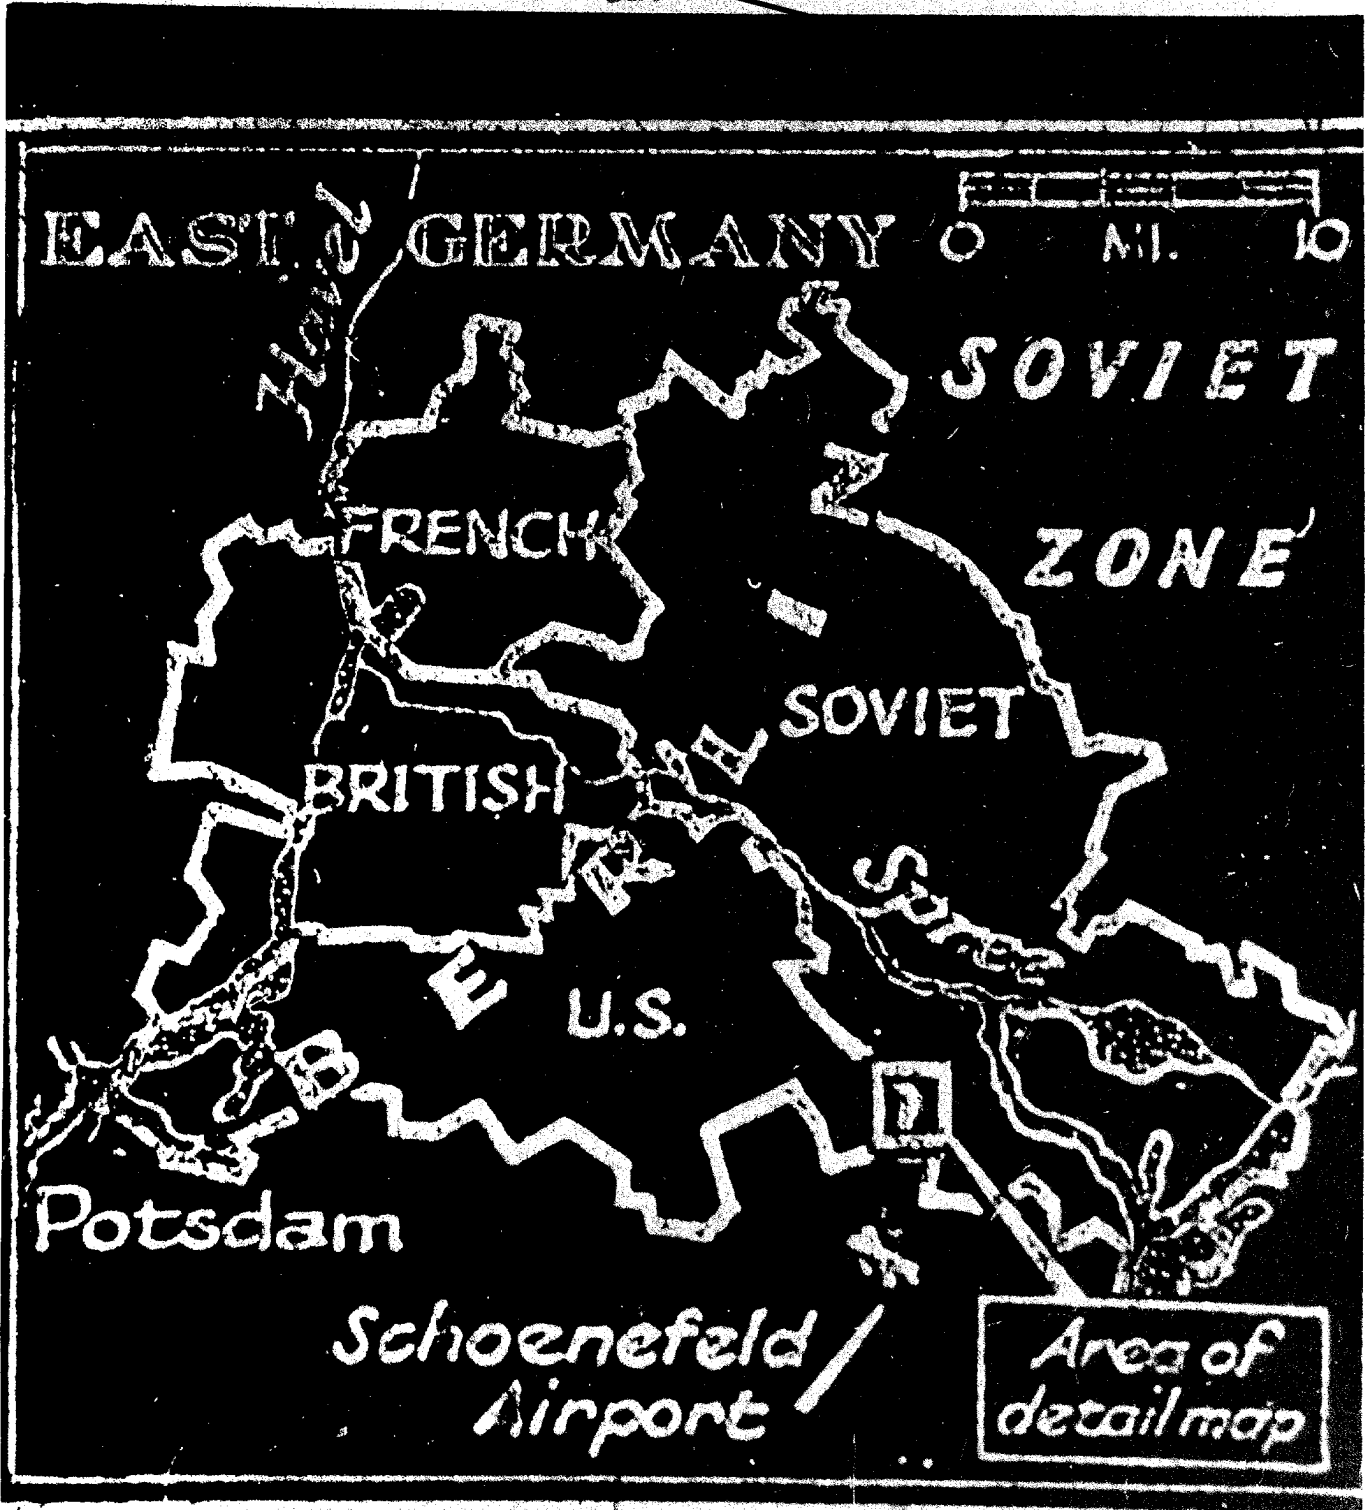 EAST GERMANY
0 MI. 10
Havel
SOVIET
ZONE
FRENCH
SOVIET
BRITISH
BERLIN
Spree
U.S.
Potsdam
Schoenefeld
Airport
Area of
detail map